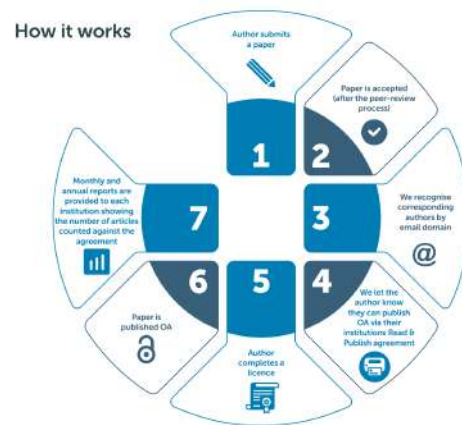 How it works
Author submits
a paper
1
Paper is accepted
(after the peer-review
process)
2
We recognise
corresponding
authors by
email domain
@
3
We let the
author know
they can publish
OA via their
institutions Read &
Publish agreement
4
Author
completes a
licence
5
Paper is
published OA
6
Monthly and
annual reports are
provided to each
institution showing
the number of articles
counted against the
agreement
7